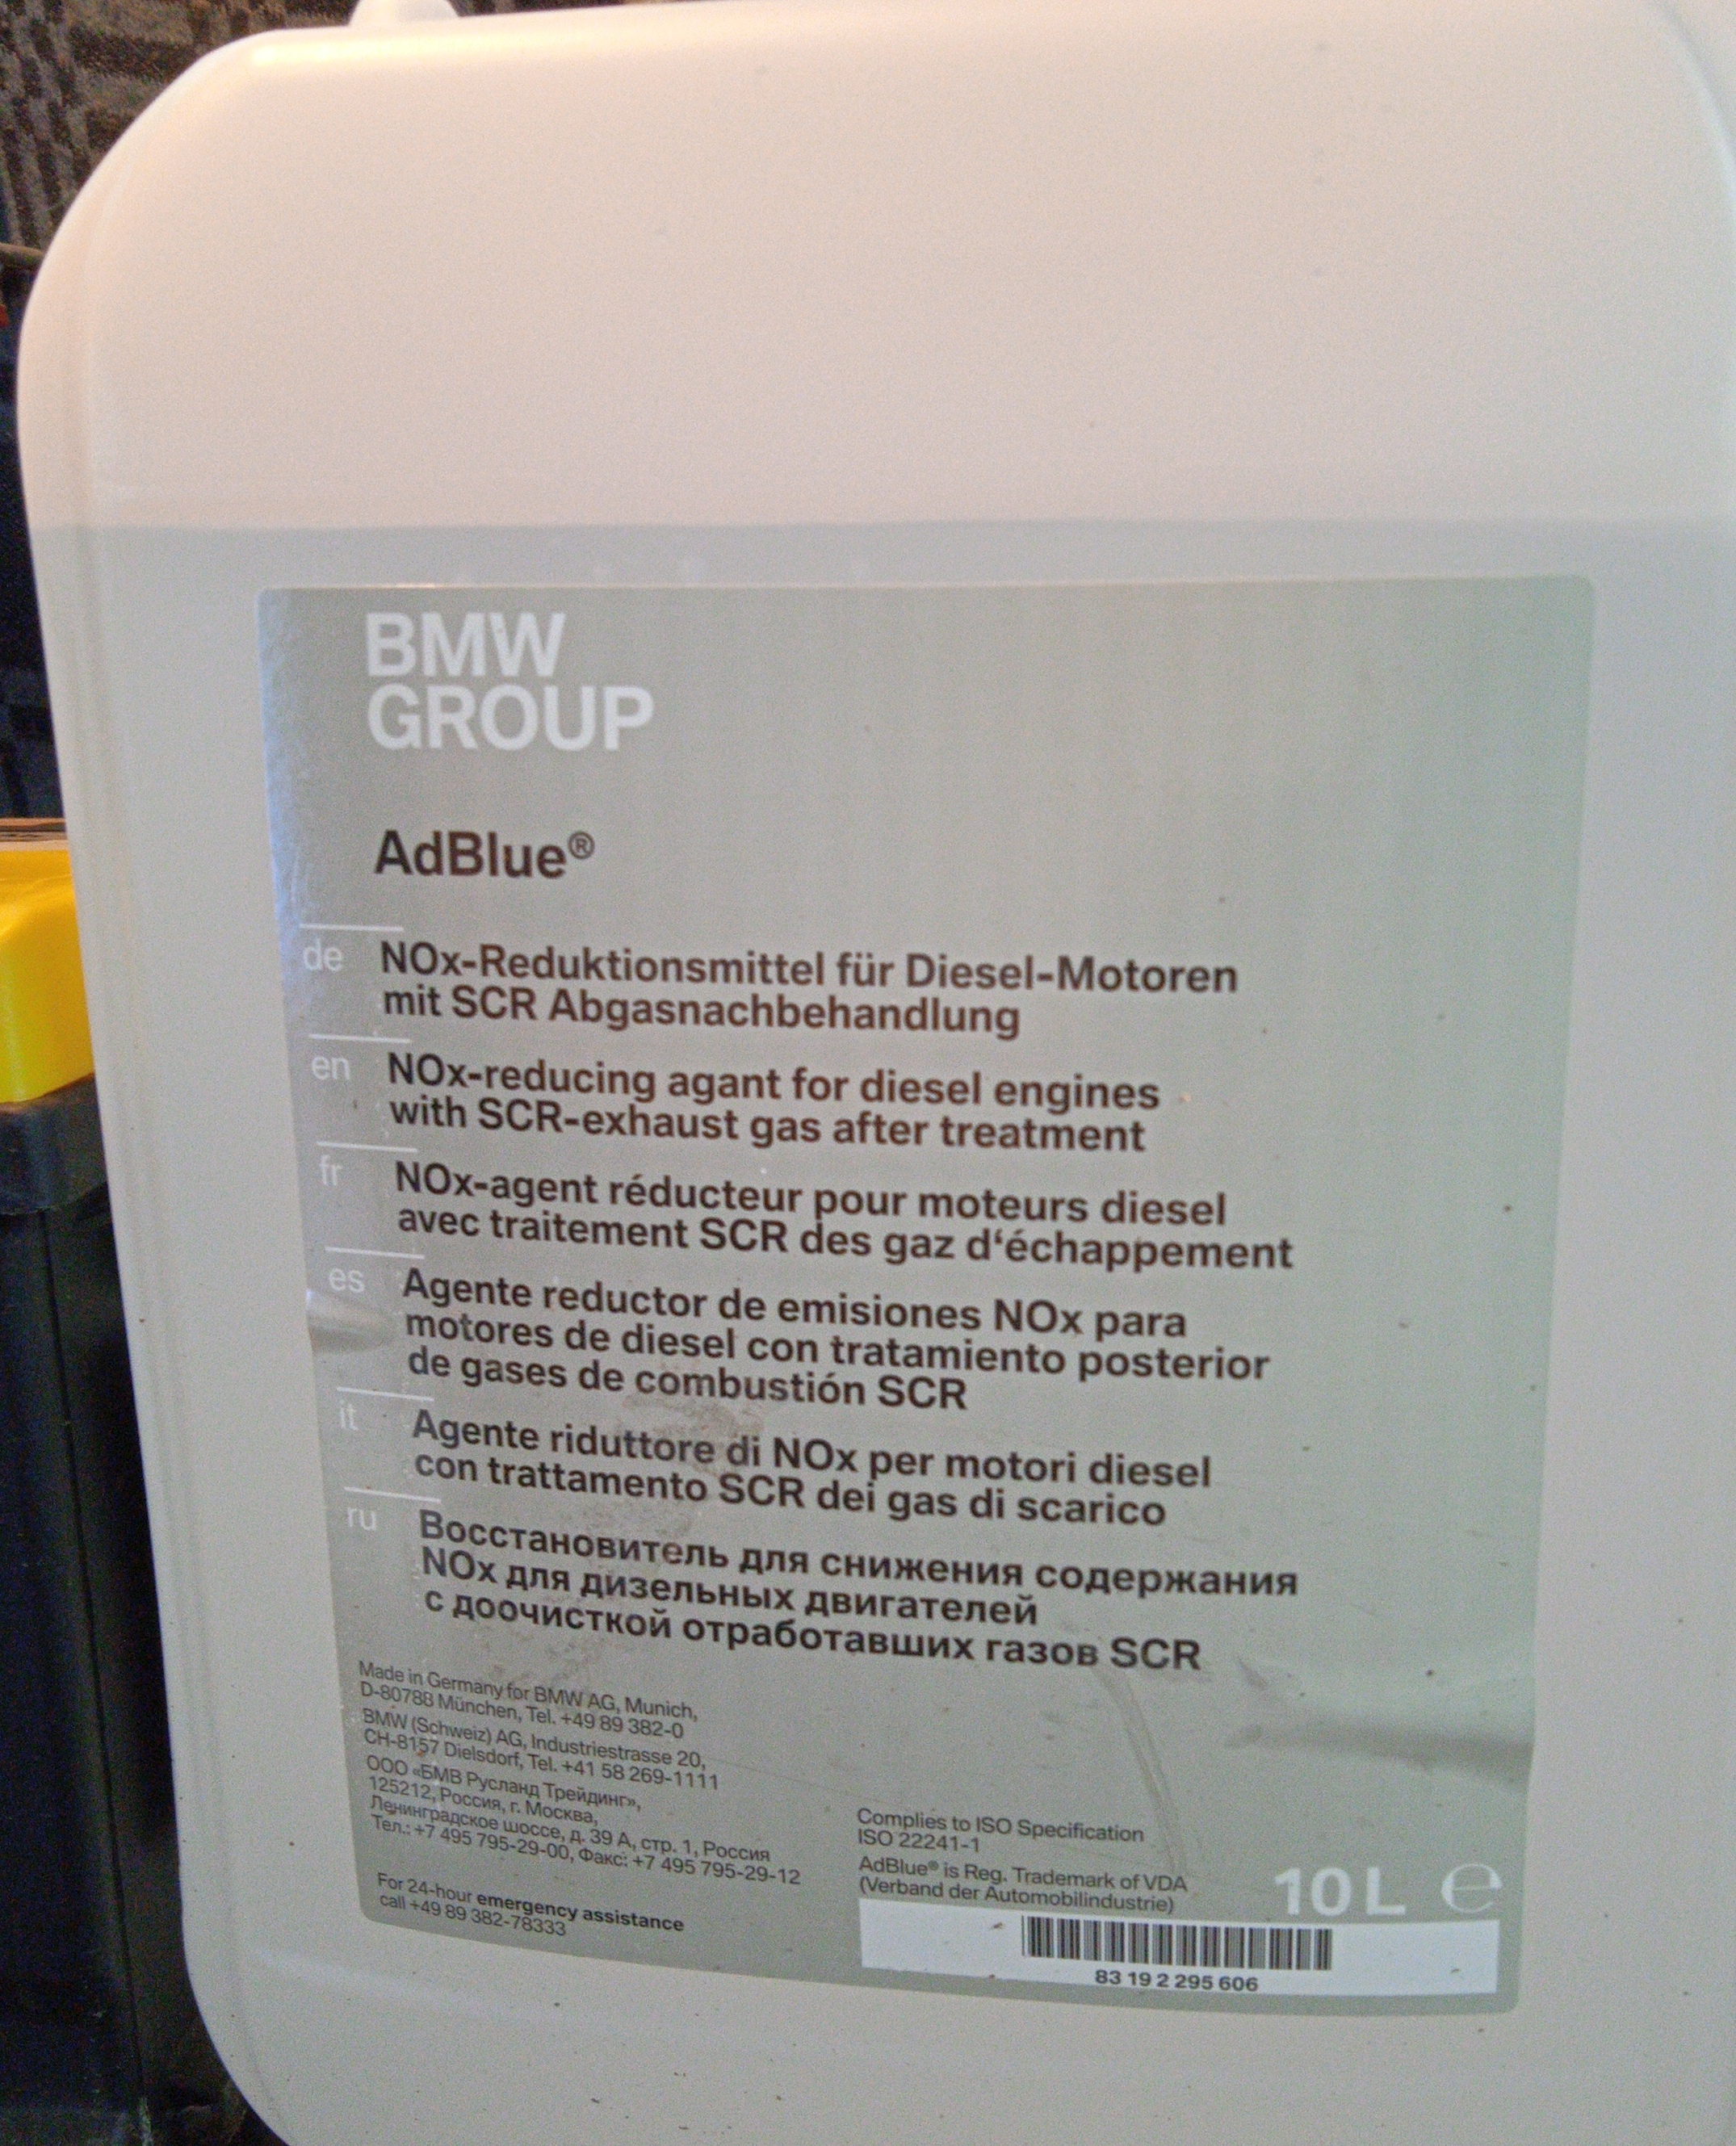 BMW
GROUP
AdBlue®
de
NOx-Reduktionsmittel für Diesel-Motoren
mit SCR Abgasnachbehandlung
en
NOx-reducing agant for diesel engines
with SCR-exhaust gas after treatment
fr
NOx-agent réducteur pour moteurs diesel
avec traitement SCR des gaz d‘échappement
es
Agente reductor de emisiones NOx para
motores de diesel con tratamiento posterior
de gases de combustión SCR
it
Agente riduttore di NOx per motori diesel
con trattamento SCR dei gas di scarico
ru
Восстановитель для снижения содержания
NOx для дизельных двигателей
с доочисткой отработавших газов SCR
Made in Germany for BMW AG, Munich,
D-80788 München, Tel. +49 89 382-0
BMW (Schweiz) AG, Industriestrasse 20,
CH-8157 Dielsdorf, Tel. +41 58 269-1111
ООО «БМВ Русланд Трейдинг»,
125212, Россия, г. Москва,
Ленинградское шоссе, д. 39 А, стр. 1, Россия
Тел.: +7 495 795-29-00, Факс: +7 495 795-29-12
For 24-hour emergency assistance
call +49 89 382-78333
Complies to ISO Specification
ISO 22241-1
AdBlue® is Reg. Trademark of VDA
(Verband der Automobilindustrie)
10 L ℮
83 19 2 295 606